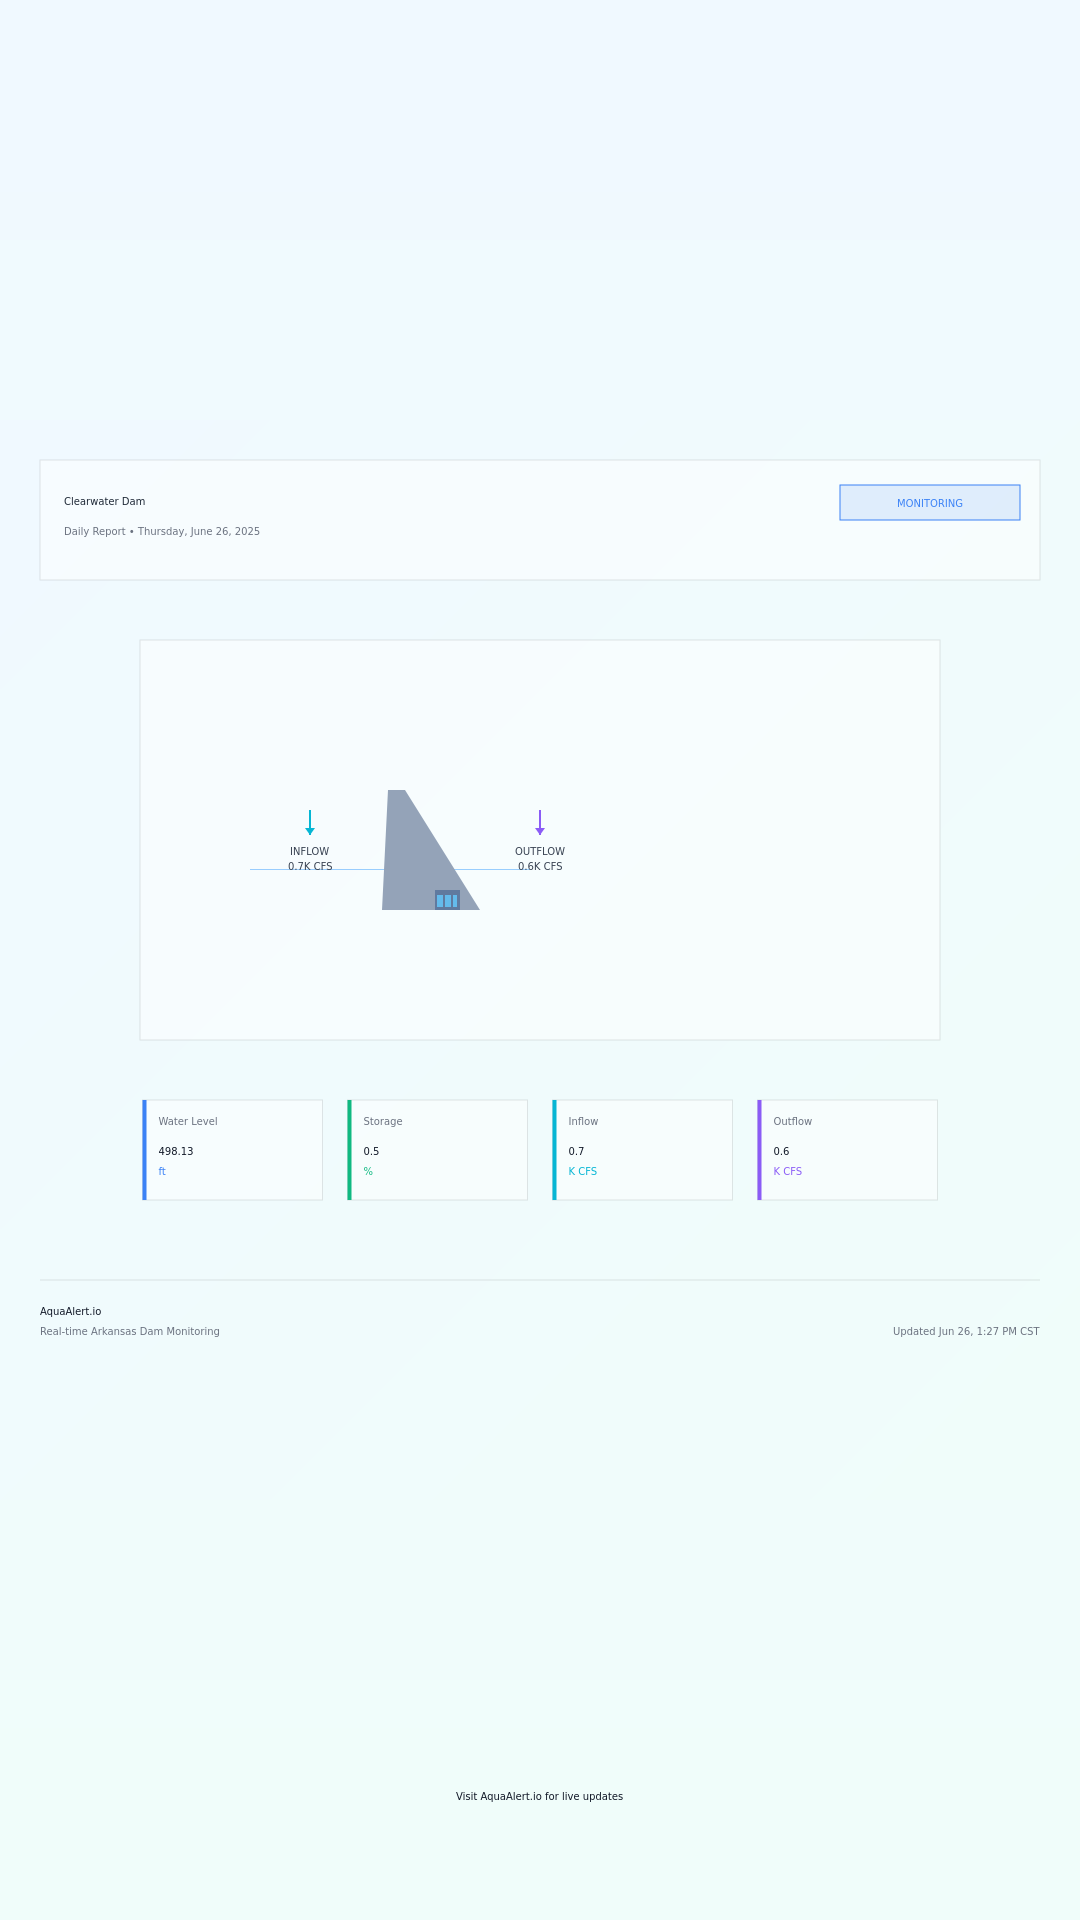 Clearwater Dam
MONITORING
Daily Report • Thursday, June 26, 2025
INFLOW
0.7K CFS
OUTFLOW
0.6K CFS
Water Level
498.13
ft
Storage
0.5
%
Inflow
0.7
K CFS
Outflow
0.6
K CFS
AquaAlert.io
Real-time Arkansas Dam Monitoring
Updated Jun 26, 1:27 PM CST
Visit AquaAlert.io for live updates